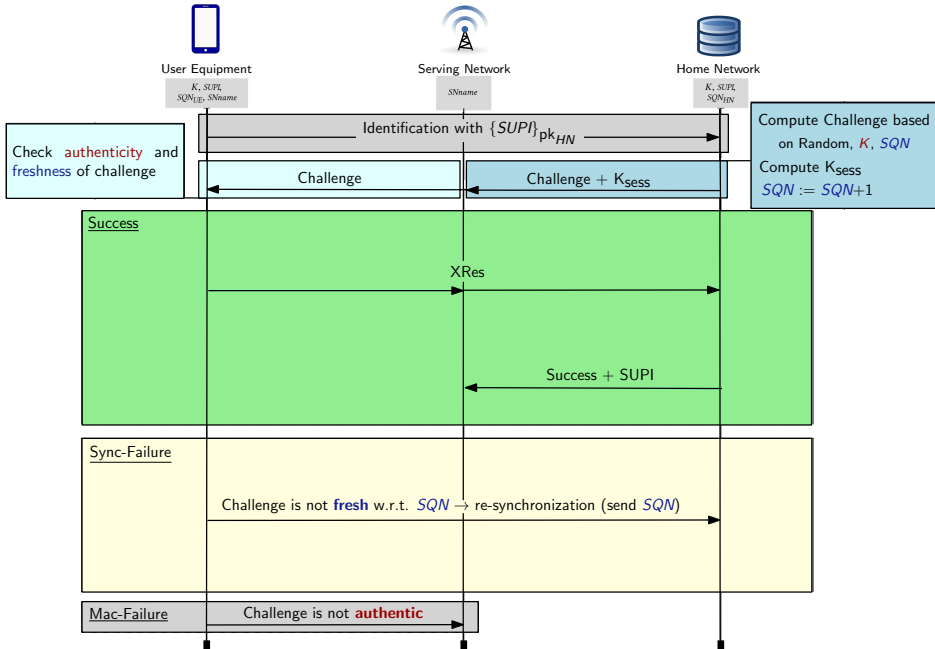 User Equipment
Serving Network
Home Network
K, SUPI,
SQN_UE, SNname
SNname
K, SUPI,
SQN_HN
Identification with {SUPI}_pk_HN
Compute Challenge based
on Random, K, SQN
Compute K_sess
SQN := SQN+1
Check authenticity and
freshness of challenge
Challenge
Challenge + K_sess
Success
XRes
Success + SUPI
Sync-Failure
Challenge is not fresh w.r.t. SQN → re-synchronization (send SQN)
Mac-Failure
Challenge is not authentic